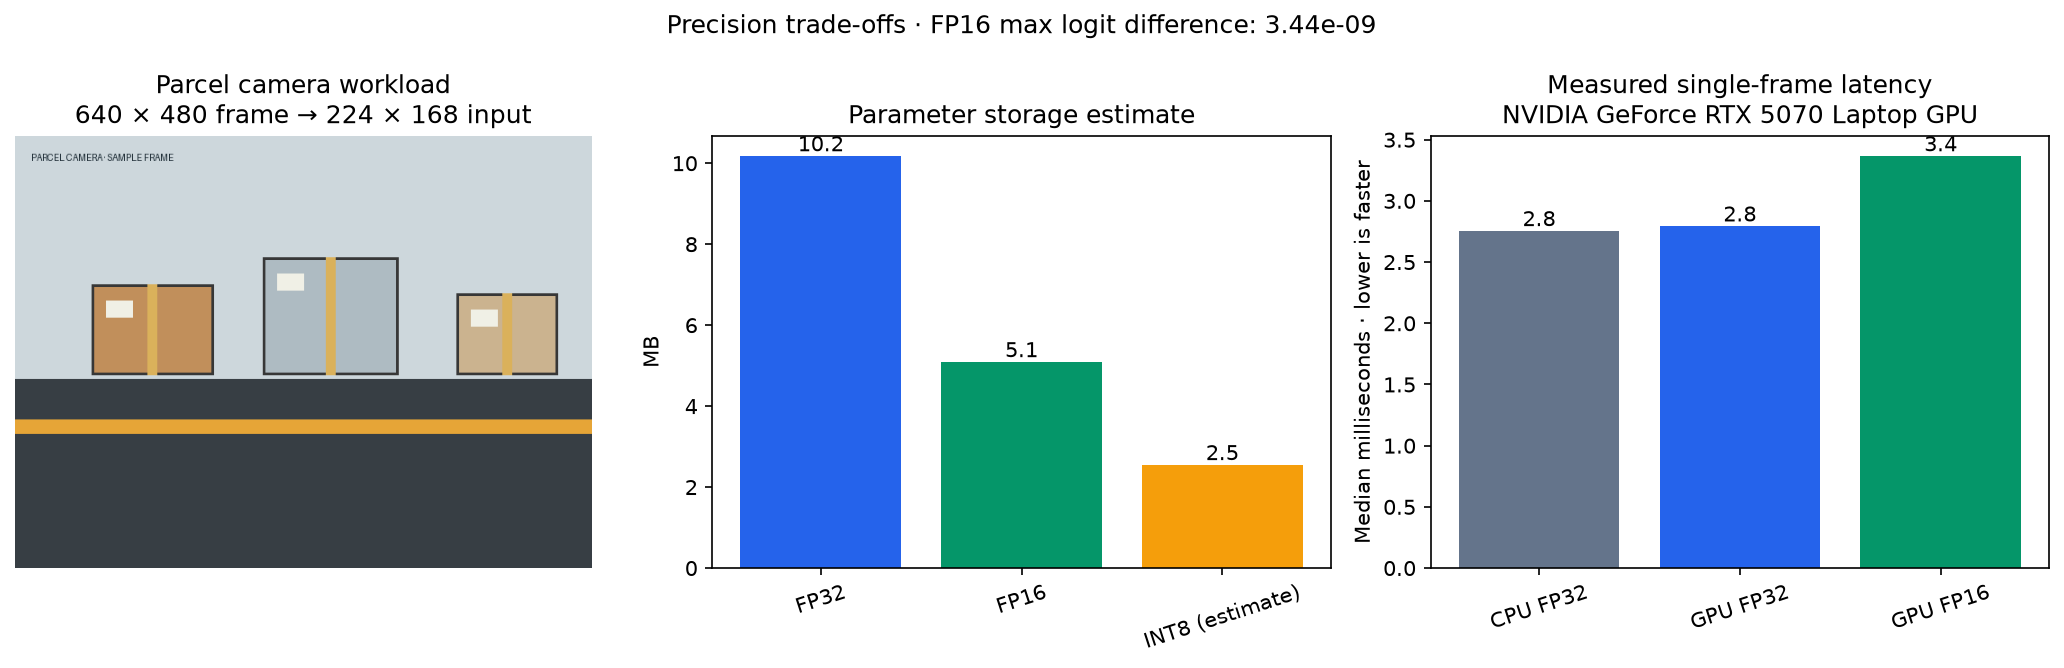 Precision trade-offs · FP16 max logit difference: 3.44e-09
Parcel camera workload
640 × 480 frame → 224 × 168 input
PARCEL CAMERA · SAMPLE FRAME
Parameter storage estimate
MB
10
8
6
4
2
0
10.2
5.1
2.5
FP32
FP16
INT8 (estimate)
Measured single-frame latency
NVIDIA GeForce RTX 5070 Laptop GPU
Median milliseconds · lower is faster
3.5
3.0
2.5
2.0
1.5
1.0
0.5
0.0
2.8
2.8
3.4
CPU FP32
GPU FP32
GPU FP16